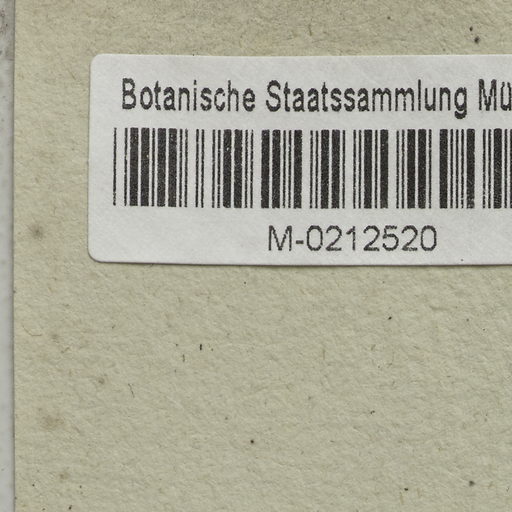 Botanische Staatssammlung Mü
M-0212520